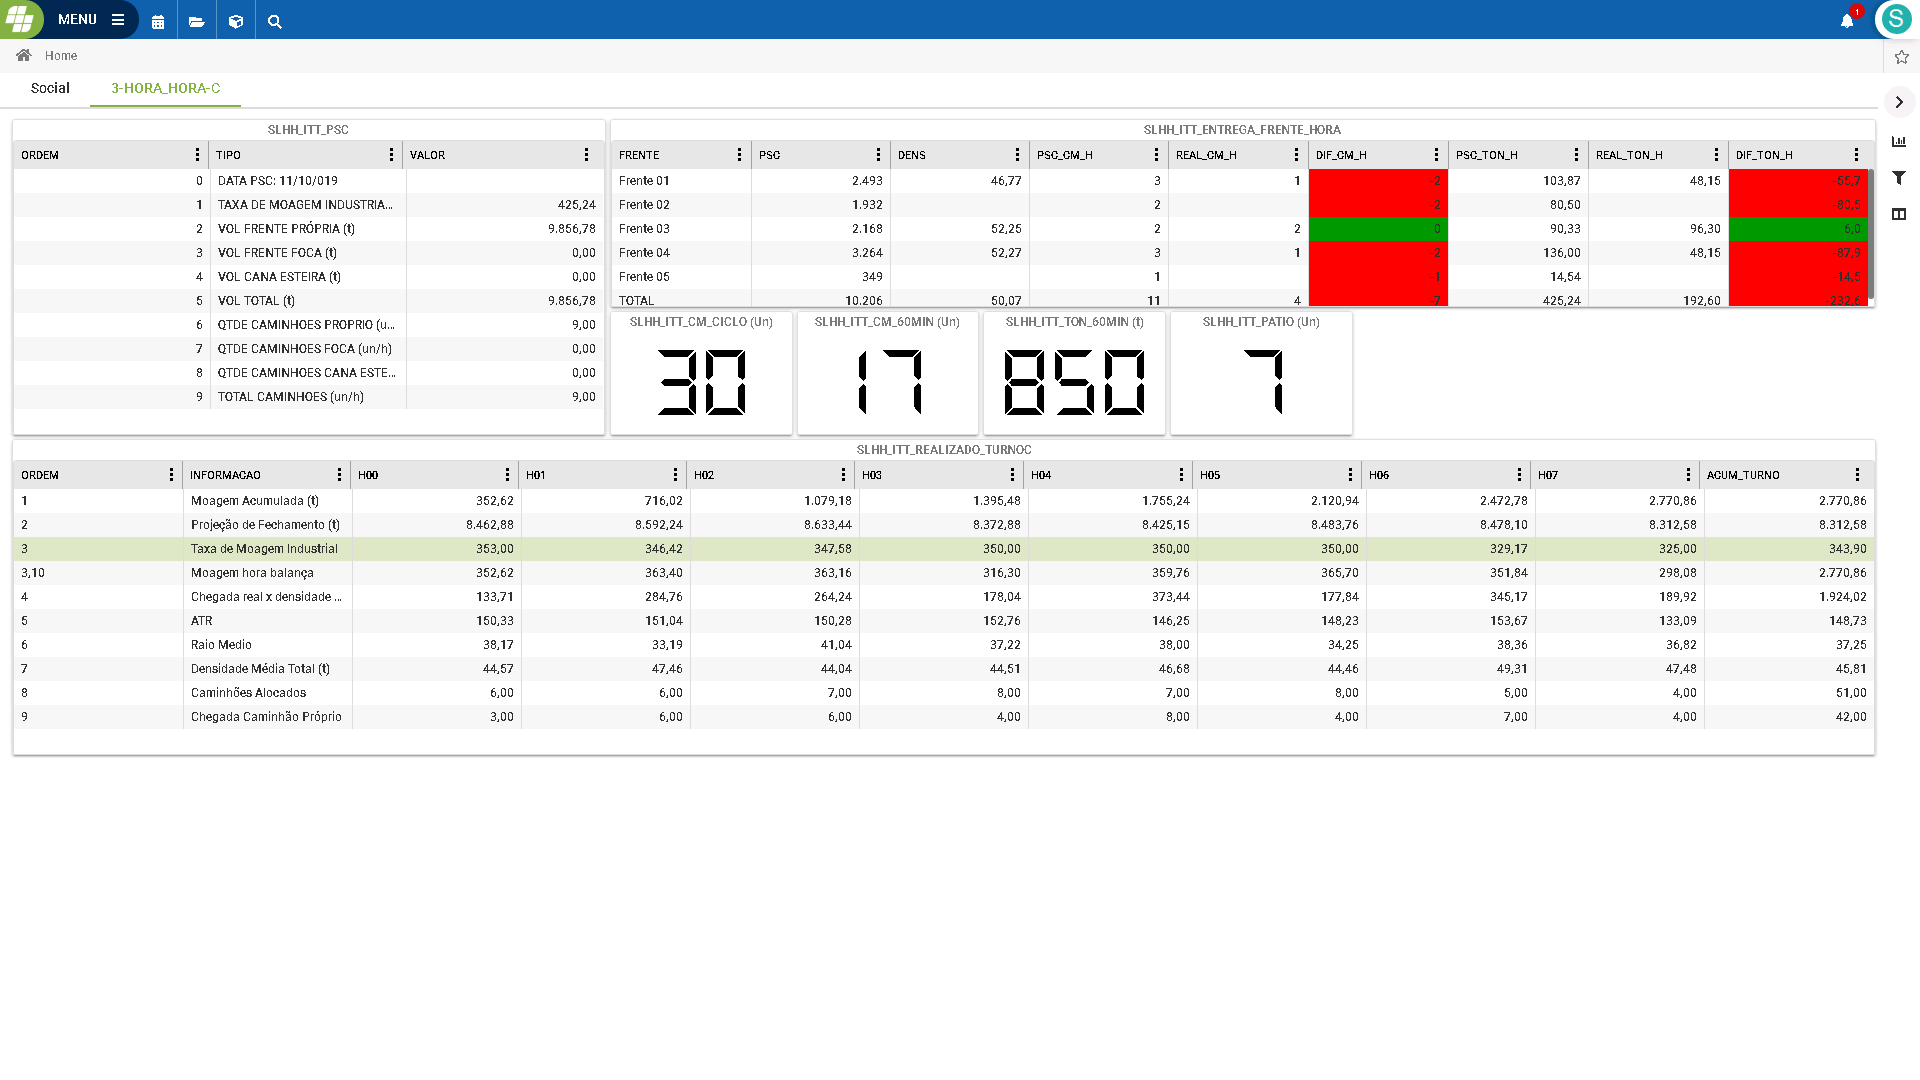 MENU
1
S
Home
Social 3-HORA_HORA-C
SLHH_ITT_PSC
ORDEM TIPO VALOR
0 DATA PSC: 11/10/019
1 TAXA DE MOAGEM INDUSTRIA... 425,24
2 VOL FRENTE PRÓPRIA (t) 9.856,78
3 VOL FRENTE FOCA (t) 0,00
4 VOL CANA ESTEIRA (t) 0,00
5 VOL TOTAL (t) 9.856,78
6 QTDE CAMINHOES PROPRIO (u... 9,00
7 QTDE CAMINHOES FOCA (un/h) 0,00
8 QTDE CAMINHOES CANA ESTE... 0,00
9 TOTAL CAMINHOES (un/h) 9,00
SLHH_ITT_ENTREGA_FRENTE_HORA
FRENTE PSC DENS PSC_CM_H REAL_CM_H DIF_CM_H PSC_TON_H REAL_TON_H DIF_TON_H
Frente 01 2.493 46,77 3 1 -2 103,87 48,15 -55,7
Frente 02 1.932 2 -2 80,50 -80,5
Frente 03 2.168 52,25 2 2 0 90,33 96,30 6,0
Frente 04 3.264 52,27 3 1 -2 136,00 48,15 -87,9
Frente 05 349 1 -1 14,54 -14,5
TOTAL 10.206 50,07 11 4 -7 425,24 192,60 -232,6
SLHH_ITT_CM_CICLO (Un)
30
SLHH_ITT_CM_60MIN (Un)
17
SLHH_ITT_TON_60MIN (t)
850
SLHH_ITT_PATIO (Un)
7
SLHH_ITT_REALIZADO_TURNOC
ORDEM INFORMACAO H00 H01 H02 H03 H04 H05 H06 H07 ACUM_TURNO
1 Moagem Acumulada (t) 352,62 716,02 1.079,18 1.395,48 1.755,24 2.120,94 2.472,78 2.770,86 2.770,86
2 Projeção de Fechamento (t) 8.462,88 8.592,24 8.633,44 8.372,88 8.425,15 8.483,76 8.478,10 8.312,58 8.312,58
3 Taxa de Moagem Industrial 353,00 346,42 347,58 350,00 350,00 350,00 329,17 325,00 343,90
3,10 Moagem hora balança 352,62 363,40 363,16 316,30 359,76 365,70 351,84 298,08 2.770,86
4 Chegada real x densidade ... 133,71 284,76 264,24 178,04 373,44 177,84 345,17 189,92 1.924,02
5 ATR 150,33 151,04 150,28 152,76 146,25 148,23 153,67 133,09 148,73
6 Raio Medio 38,17 33,19 41,04 37,22 38,00 34,25 38,36 36,82 37,25
7 Densidade Média Total (t) 44,57 47,46 44,04 44,51 46,68 44,46 49,31 47,48 45,81
8 Caminhões Alocados 6,00 6,00 7,00 8,00 7,00 8,00 5,00 4,00 51,00
9 Chegada Caminhão Próprio 3,00 6,00 6,00 4,00 8,00 4,00 7,00 4,00 42,00